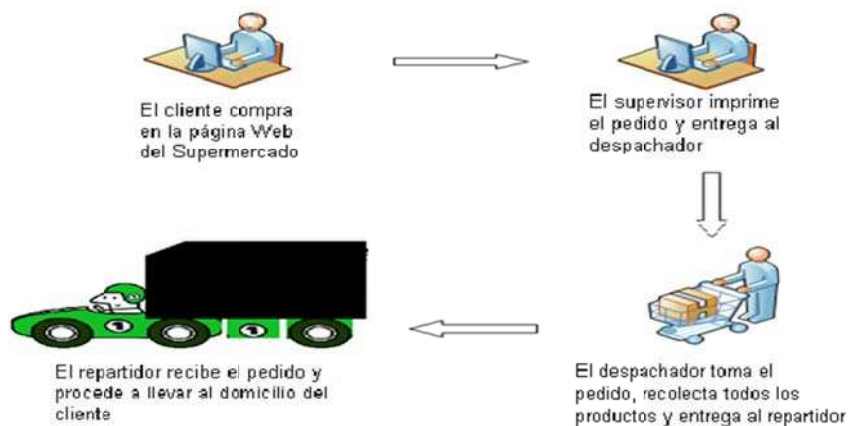 El cliente compra
en la página Web
del Supermercado
El supervisor imprime
el pedido y entrega al
despachador
El despachador toma el
pedido, recolecta todos los
productos y entrega al repartidor
1
1
El repartidor recibe el pedido y
procede a llevar al domicilio del
cliente